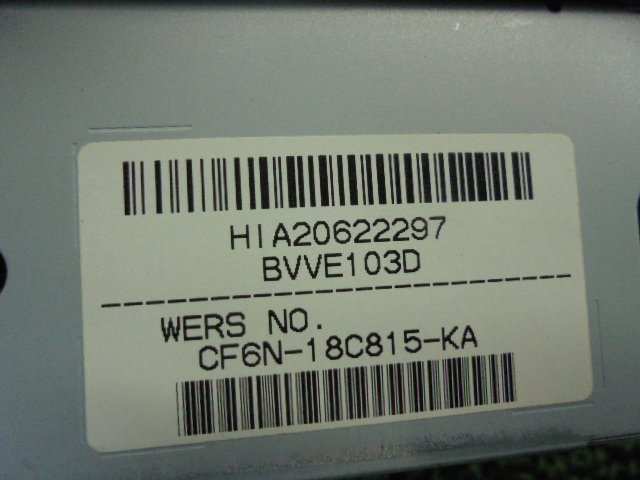 HIA20622297
BVVE103D
WERS NO.
CF6N-18C815-KA